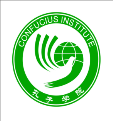 CONFUCIUS INSTITUTE
孔子学院